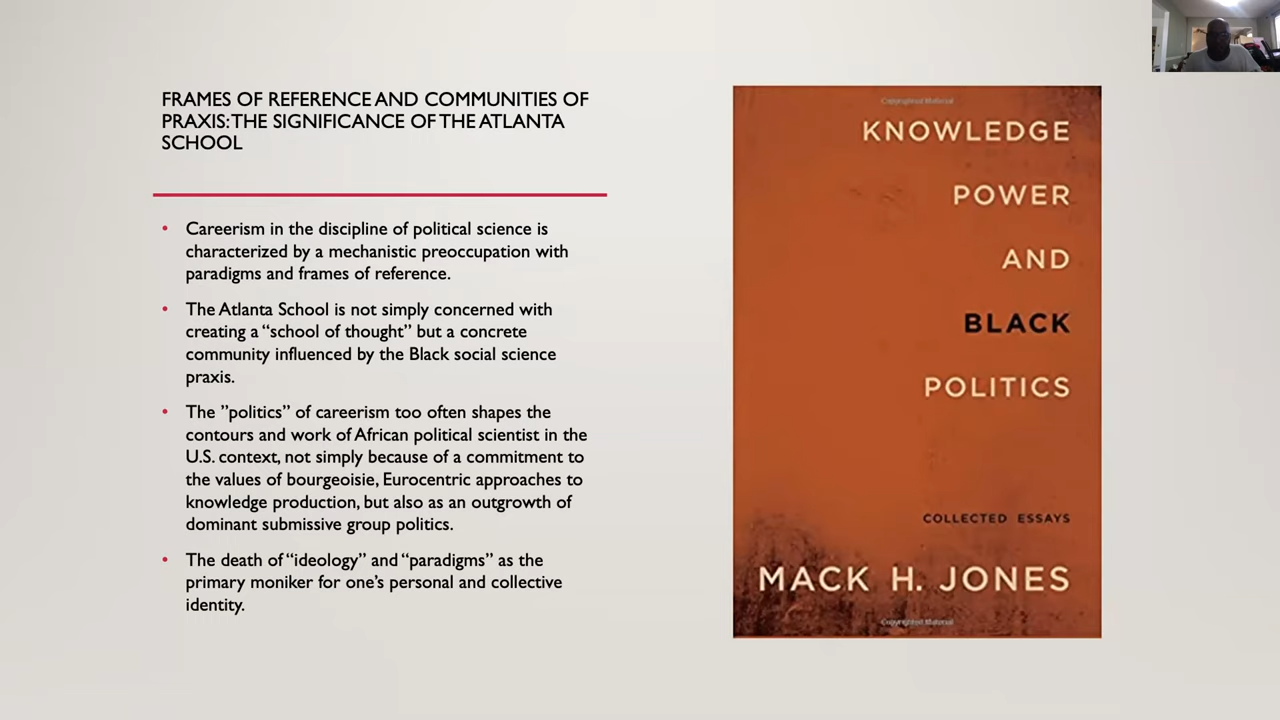 FRAMES OF REFERENCE AND COMMUNITIES OF
PRAXIS: THE SIGNIFICANCE OF THE ATLANTA
SCHOOL
• Careerism in the discipline of political science is
characterized by a mechanistic preoccupation with
paradigms and frames of reference.
• The Atlanta School is not simply concerned with
creating a “school of thought” but a concrete
community influenced by the Black social science
praxis.
• The ”politics” of careerism too often shapes the
contours and work of African political scientist in the
U.S. context, not simply because of a commitment to
the values of bourgeoisie, Eurocentric approaches to
knowledge production, but also as an outgrowth of
dominant submissive group politics.
• The death of “ideology” and “paradigms” as the
primary moniker for one’s personal and collective
identity.
Copyrighted Material
KNOWLEDGE
POWER
AND
BLACK
POLITICS
COLLECTED ESSAYS
MACK H. JONES
Copyrighted Material